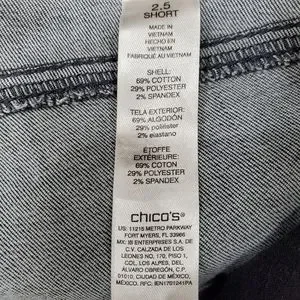 2.5
SHORT
MADE IN
VIETNAM
HECHO EN
VIETNAM
FABRIQUÉ AU VIETNAM
SHELL:
69% COTTON
29% POLYESTER
2% SPANDEX
TELA EXTERIOR:
69% ALGODÓN
29% poliéster
2% elastano
ÉTOFFE
EXTÉRIEURE:
69% COTON
29% POLYESTER
2% SPANDEX
chico's®
US: 11215 METRO PARKWAY
FORT MYERS, FL 33966
MX: IB ENTERPRISES S.A. DE
C.V. CALZADA DE LOS
LEONES NO. 170, PISO 1
COL. LOS ALPES, DEL.
ÁLVARO OBREGÓN, C.P.
01010, CIUDAD DE MÉXICO,
MÉXICO. RFC: IEN1701241PA